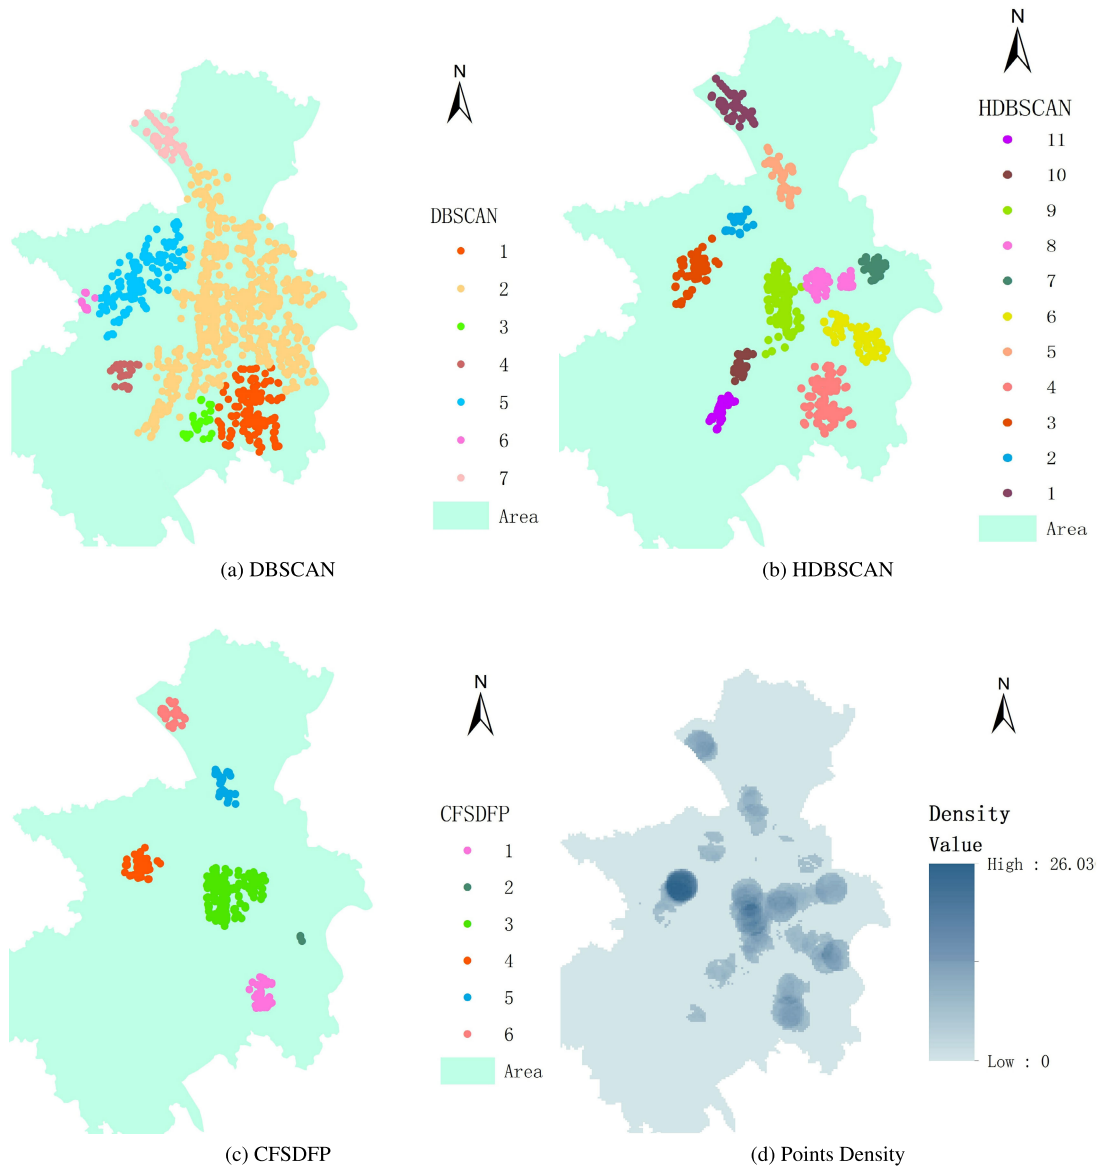 N
DBSCAN
1
2
3
4
5
6
7
Area
(a) DBSCAN
N
HDBSCAN
11
10
9
8
7
6
5
4
3
2
1
Area
(b) HDBSCAN
N
CFSDFP
1
2
3
4
5
6
Area
(c) CFSDFP
N
Density
Value
High : 26.03
Low : 0
(d) Points Density